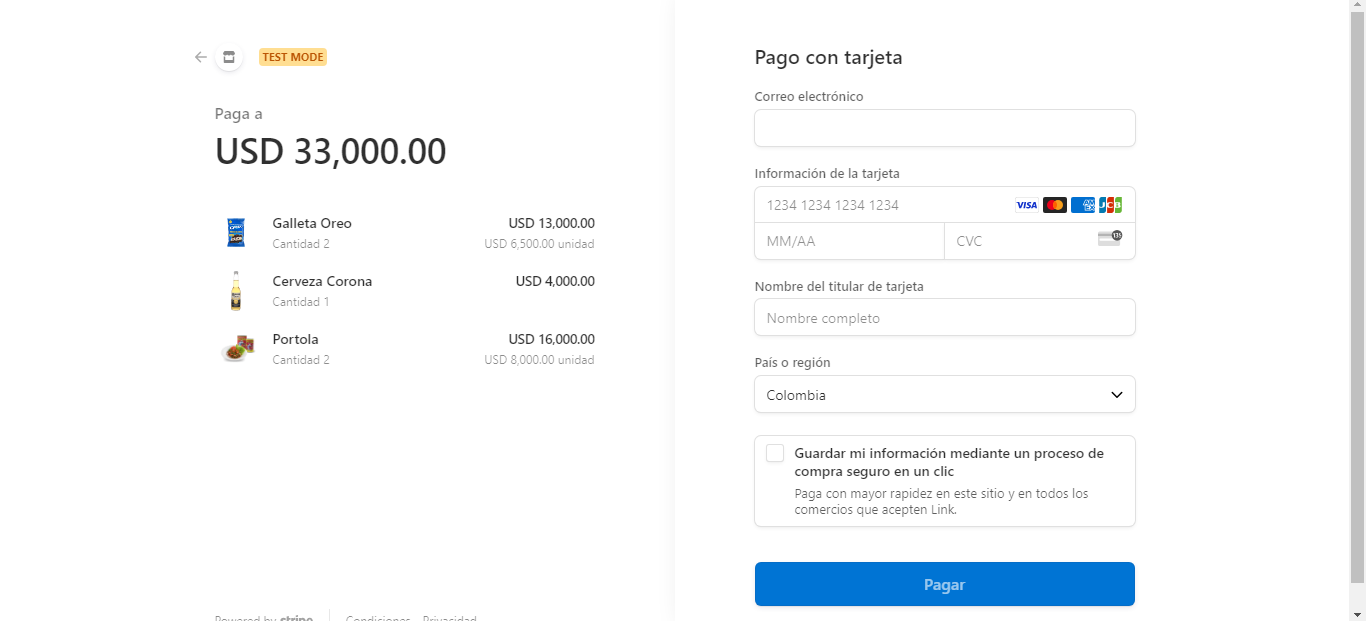 TEST MODE
Paga a
USD 33,000.00
Galleta Oreo USD 13,000.00
Cantidad 2 USD 6,500.00 unidad
Cerveza Corona USD 4,000.00
Cantidad 1
Portola USD 16,000.00
Cantidad 2 USD 8,000.00 unidad
Powered by stripe Condiciones Privacidad
Pago con tarjeta
Correo electrónico
Información de la tarjeta
1234 1234 1234 1234 VISA
MM/AA CVC 135
Nombre del titular de tarjeta
Nombre completo
País o región
Colombia
Guardar mi información mediante un proceso de
compra seguro en un clic
Paga con mayor rapidez en este sitio y en todos los
comercios que acepten Link.
Pagar